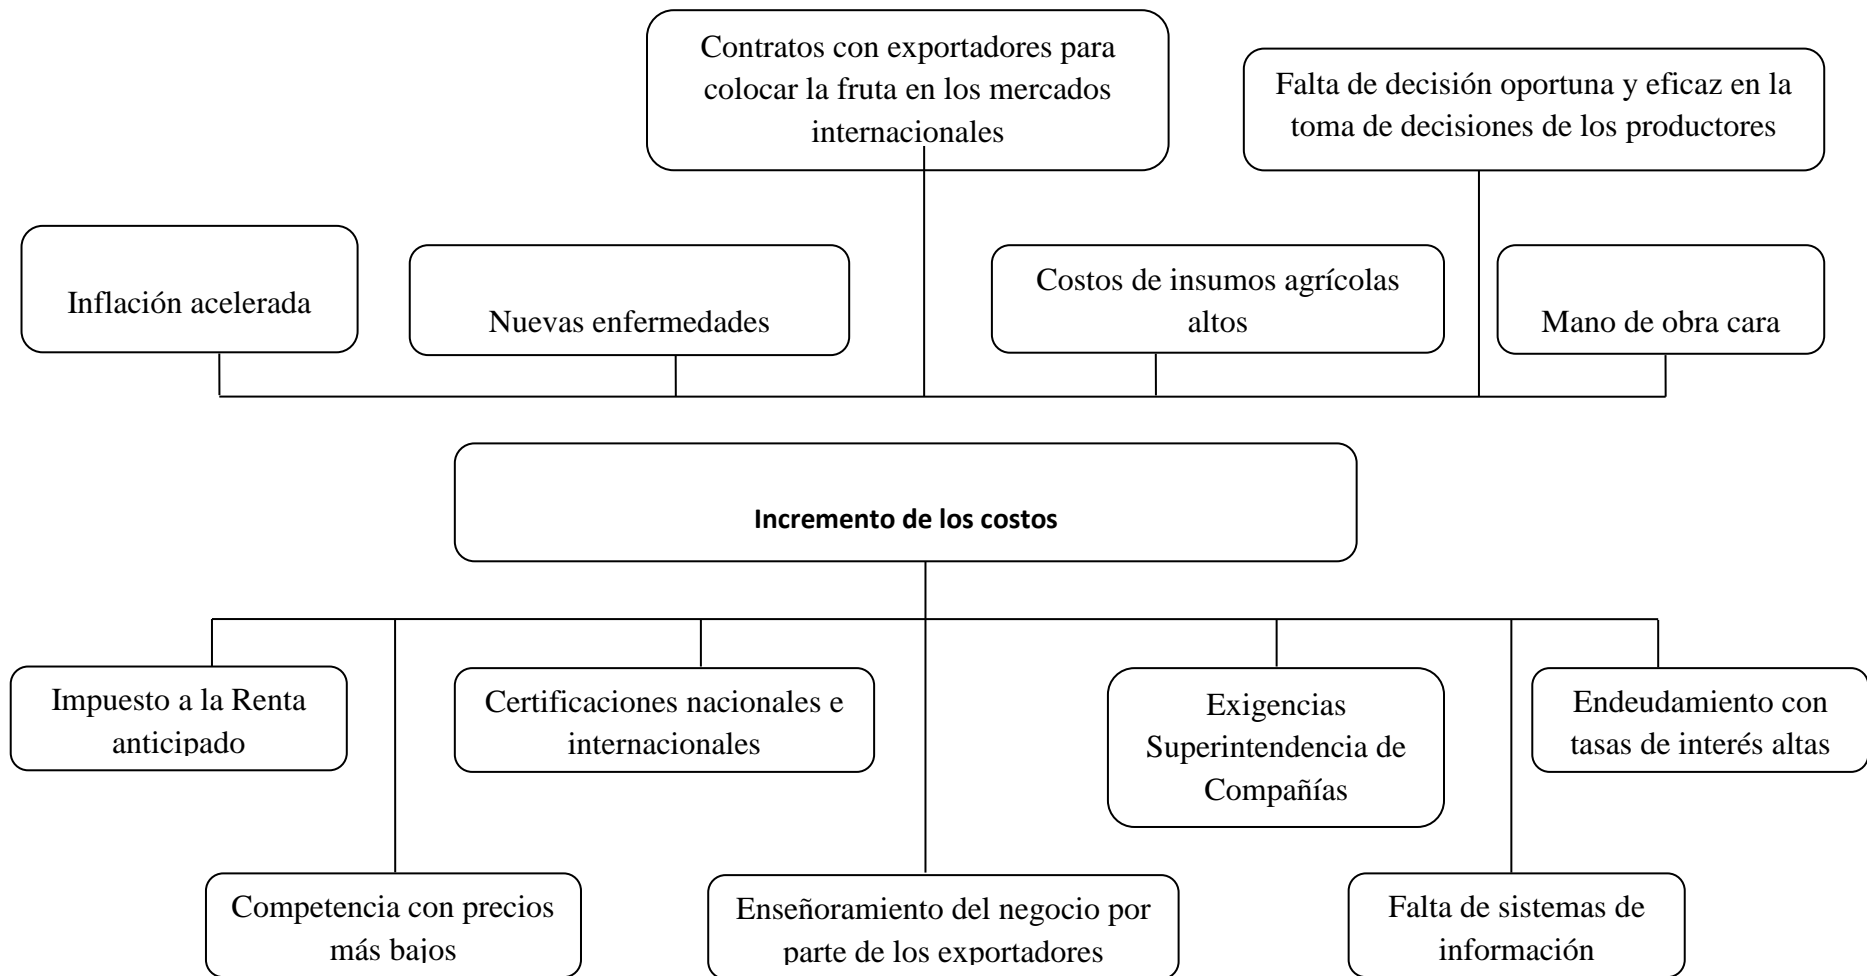 Contratos con exportadores para
colocar la fruta en los mercados
internacionales
Falta de decisión oportuna y eficaz en la
toma de decisiones de los productores
Inflación acelerada
Nuevas enfermedades
Costos de insumos agrícolas
altos
Mano de obra cara
Incremento de los costos
Impuesto a la Renta
anticipado
Certificaciones nacionales e
internacionales
Exigencias
Superintendencia de
Compañías
Endeudamiento con
tasas de interés altas
Competencia con precios
más bajos
Enseñoramiento del negocio por
parte de los exportadores
Falta de sistemas de
información